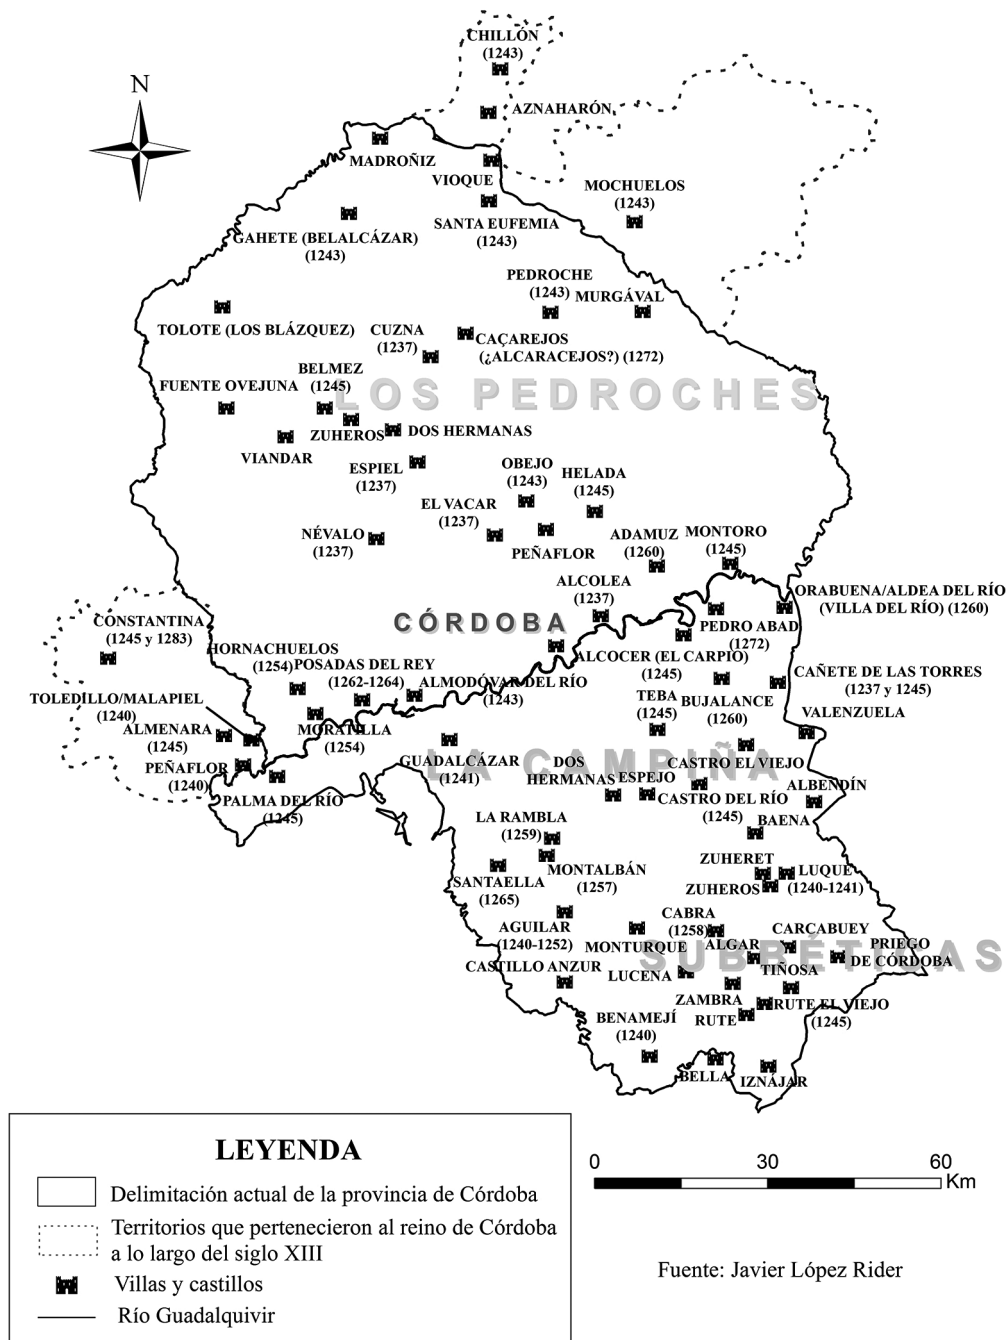 CHILLÓN
(1243)
N
AZNAHARÓN
MADROÑIZ
VIOQUE
MOCHUELOS
(1243)
SANTA EUFEMIA
(1243)
GAHETE (BELALCÁZAR)
(1243)
PEDROCHE
(1243)
MURGÁVAL
TOLOTE (LOS BLÁZQUEZ)
CUZNA
(1237)
CAÇAREJOS
(¿ALCARACEJOS?) (1272)
BELMEZ
(1245)
FUENTE OVEJUNA
LOS PEDROCHES
ZUHEROS
DOS HERMANAS
VIANDAR
ESPIEL
(1237)
OBEJO
(1243)
HELADA
(1245)
EL VACAR
(1237)
NÉVALO
(1237)
PEÑAFLOR
ADAMUZ
(1260)
MONTORO
(1245)
ALCOLEA
(1237)
ORABUENA/ALDEA DEL RÍO
(VILLA DEL RÍO) (1260)
CÓRDOBA
PEDRO ABAD
(1272)
CONSTANTINA
(1245 y 1283)
HORNACHUELOS
(1254)
POSADAS DEL REY
(1262-1264)
ALCOCER (EL CARPIO)
(1245)
CAÑETE DE LAS TORRES
(1237 y 1245)
ALMODÓVAR DEL RÍO
(1243)
TOLEDILLO/MALAPIEL
(1240)
TEBA
(1245)
BUJALANCE
(1260)
VALENZUELA
ALMENARA
(1245)
MORATILLA
(1254)
PEÑAFLOR
(1240)
GUADALCÁZAR
(1241)
LA CAMPIÑA
DOS
HERMANAS
ESPEJO
CASTRO EL VIEJO
PALMA DEL RÍO
(1245)
CASTRO DEL RÍO
(1245)
ALBENDÍN
LA RAMBLA
(1259)
BAENA
MONTALBÁN
(1257)
ZUHERET
LUQUE
(1240-1241)
SANTAELLA
(1265)
ZUHEROS
AGUILAR
(1240-1252)
CABRA
(1258)
CARCABUEY
MONTURQUE
ALGAR
PRIEGO
DE CÓRDOBA
SUBBÉTICAS
CASTILLO ANZUR
LUCENA
TIÑOSA
ZAMBRA
RUTE EL VIEJO
(1245)
RUTE
BENAMEJÍ
(1240)
BELLA
IZNÁJAR
LEYENDA
Delimitación actual de la provincia de Córdoba
Territorios que pertenecieron al reino de Córdoba
a lo largo del siglo XIII
Villas y castillos
Río Guadalquivir
0 30 60
Km
Fuente: Javier López Rider